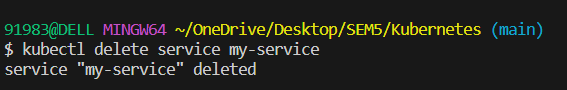 91983@DELL MINGW64 ~/OneDrive/Desktop/SEM5/Kubernetes (main)
$ kubectl delete service my-service
service "my-service" deleted